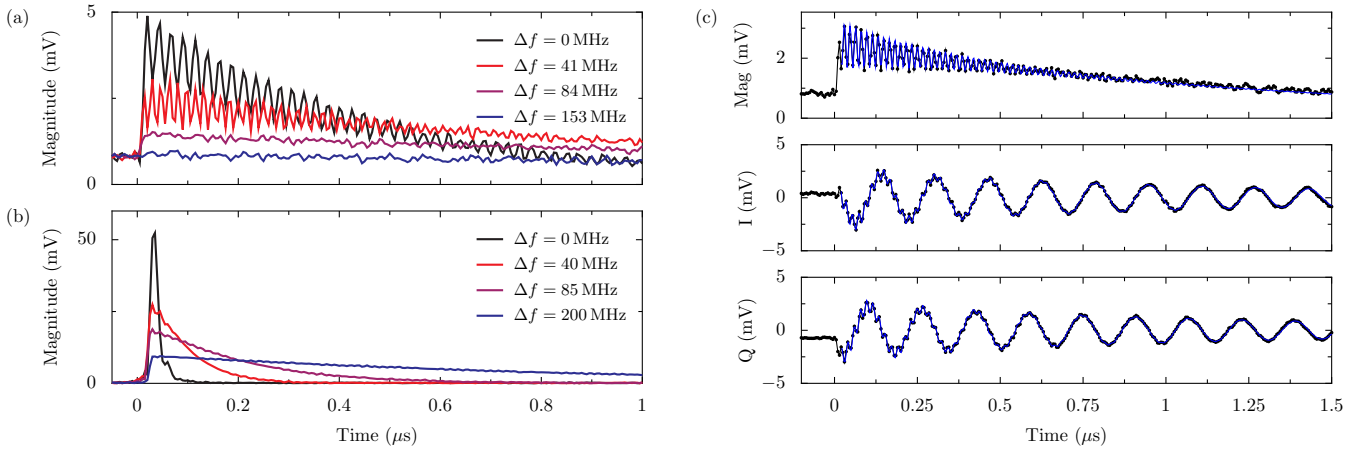 (a)
Magnitude (mV)
5
0
Δf = 0 MHz
Δf = 41 MHz
Δf = 84 MHz
Δf = 153 MHz
(b)
Magnitude (mV)
50
0
Δf = 0 MHz
Δf = 40 MHz
Δf = 85 MHz
Δf = 200 MHz
0 0.2 0.4 0.6 0.8 1
Time (μs)
(c)
Mag (mV)
2
0
I (mV)
5
0
−5
Q (mV)
5
0
−5
0 0.25 0.5 0.75 1 1.25 1.5
Time (μs)